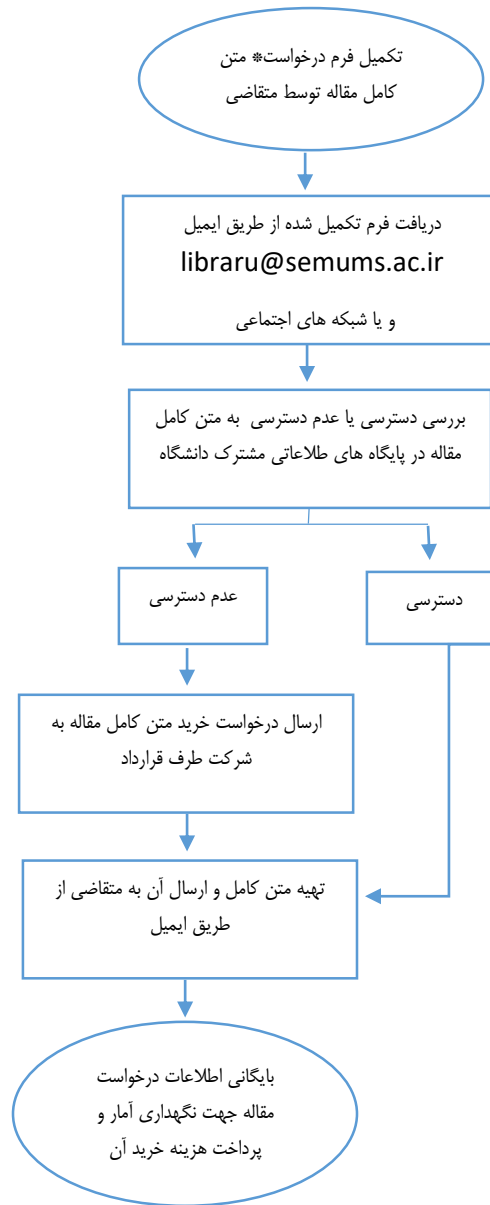 تکمیل فرم درخواست* متن
کامل مقاله توسط متقاضی
دریافت فرم تکمیل شده از طریق ایمیل
libraru@semums.ac.ir
و یا شبکه های اجتماعی
بررسی دسترسی یا عدم دسترسی به متن کامل
مقاله در پایگاه های طلاعاتی مشترک دانشگاه
دسترسی
عدم دسترسی
ارسال درخواست خرید متن کامل مقاله به
شرکت طرف قرارداد
تهیه متن کامل و ارسال آن به متقاضی از
طریق ایمیل
بایگانی اطلاعات درخواست
مقاله جهت نگهداری آمار و
پرداخت هزینه خرید آن